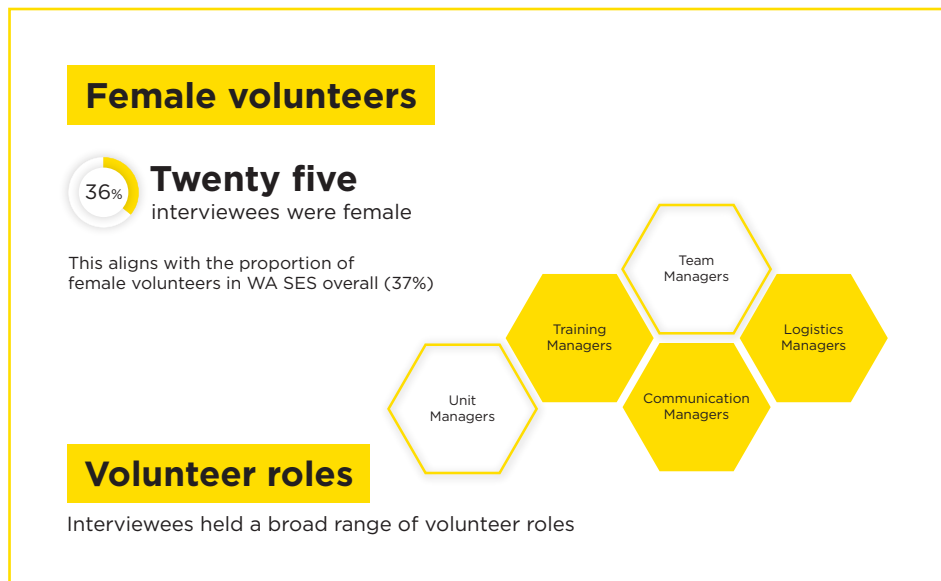 Female volunteers
36%
Twenty five
interviewees were female
This aligns with the proportion of
female volunteers in WA SES overall (37%)
Team
Managers
Training
Managers
Logistics
Managers
Unit
Managers
Communication
Managers
Volunteer roles
Interviewees held a broad range of volunteer roles